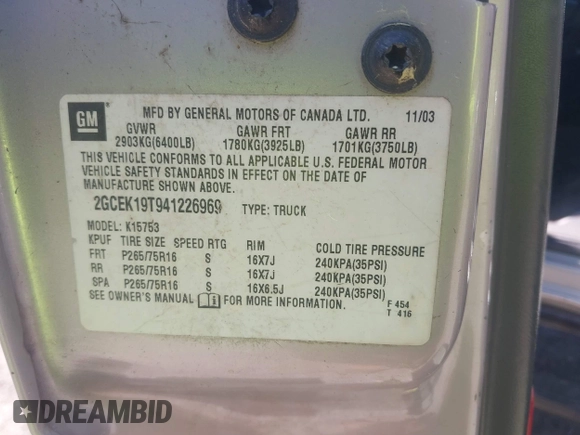 GM
MFD BY GENERAL MOTORS OF CANADA LTD. 11/03
GVWR GAWR FRT GAWR RR
2903KG(6400LB) 1780KG(3925LB) 1701KG(3750LB)
THIS VEHICLE CONFORMS TO ALL APPLICABLE U.S. FEDERAL MOTOR
VEHICLE SAFETY STANDARDS IN EFFECT ON THE DATE OF
MANUFACTURE SHOWN ABOVE.
2GCEK19T941226969 TYPE: TRUCK
MODEL: K15753
KPUF TIRE SIZE SPEED RTG RIM COLD TIRE PRESSURE
FRT P265/75R16 S 16X7J 240KPA(35PSI)
RR P265/75R16 S 16X7J 240KPA(35PSI)
SPA P265/75R16 S 16X6.5J 240KPA(35PSI)
SEE OWNER'S MANUAL FOR MORE INFORMATION.
F 454
T 416
DREAMBID